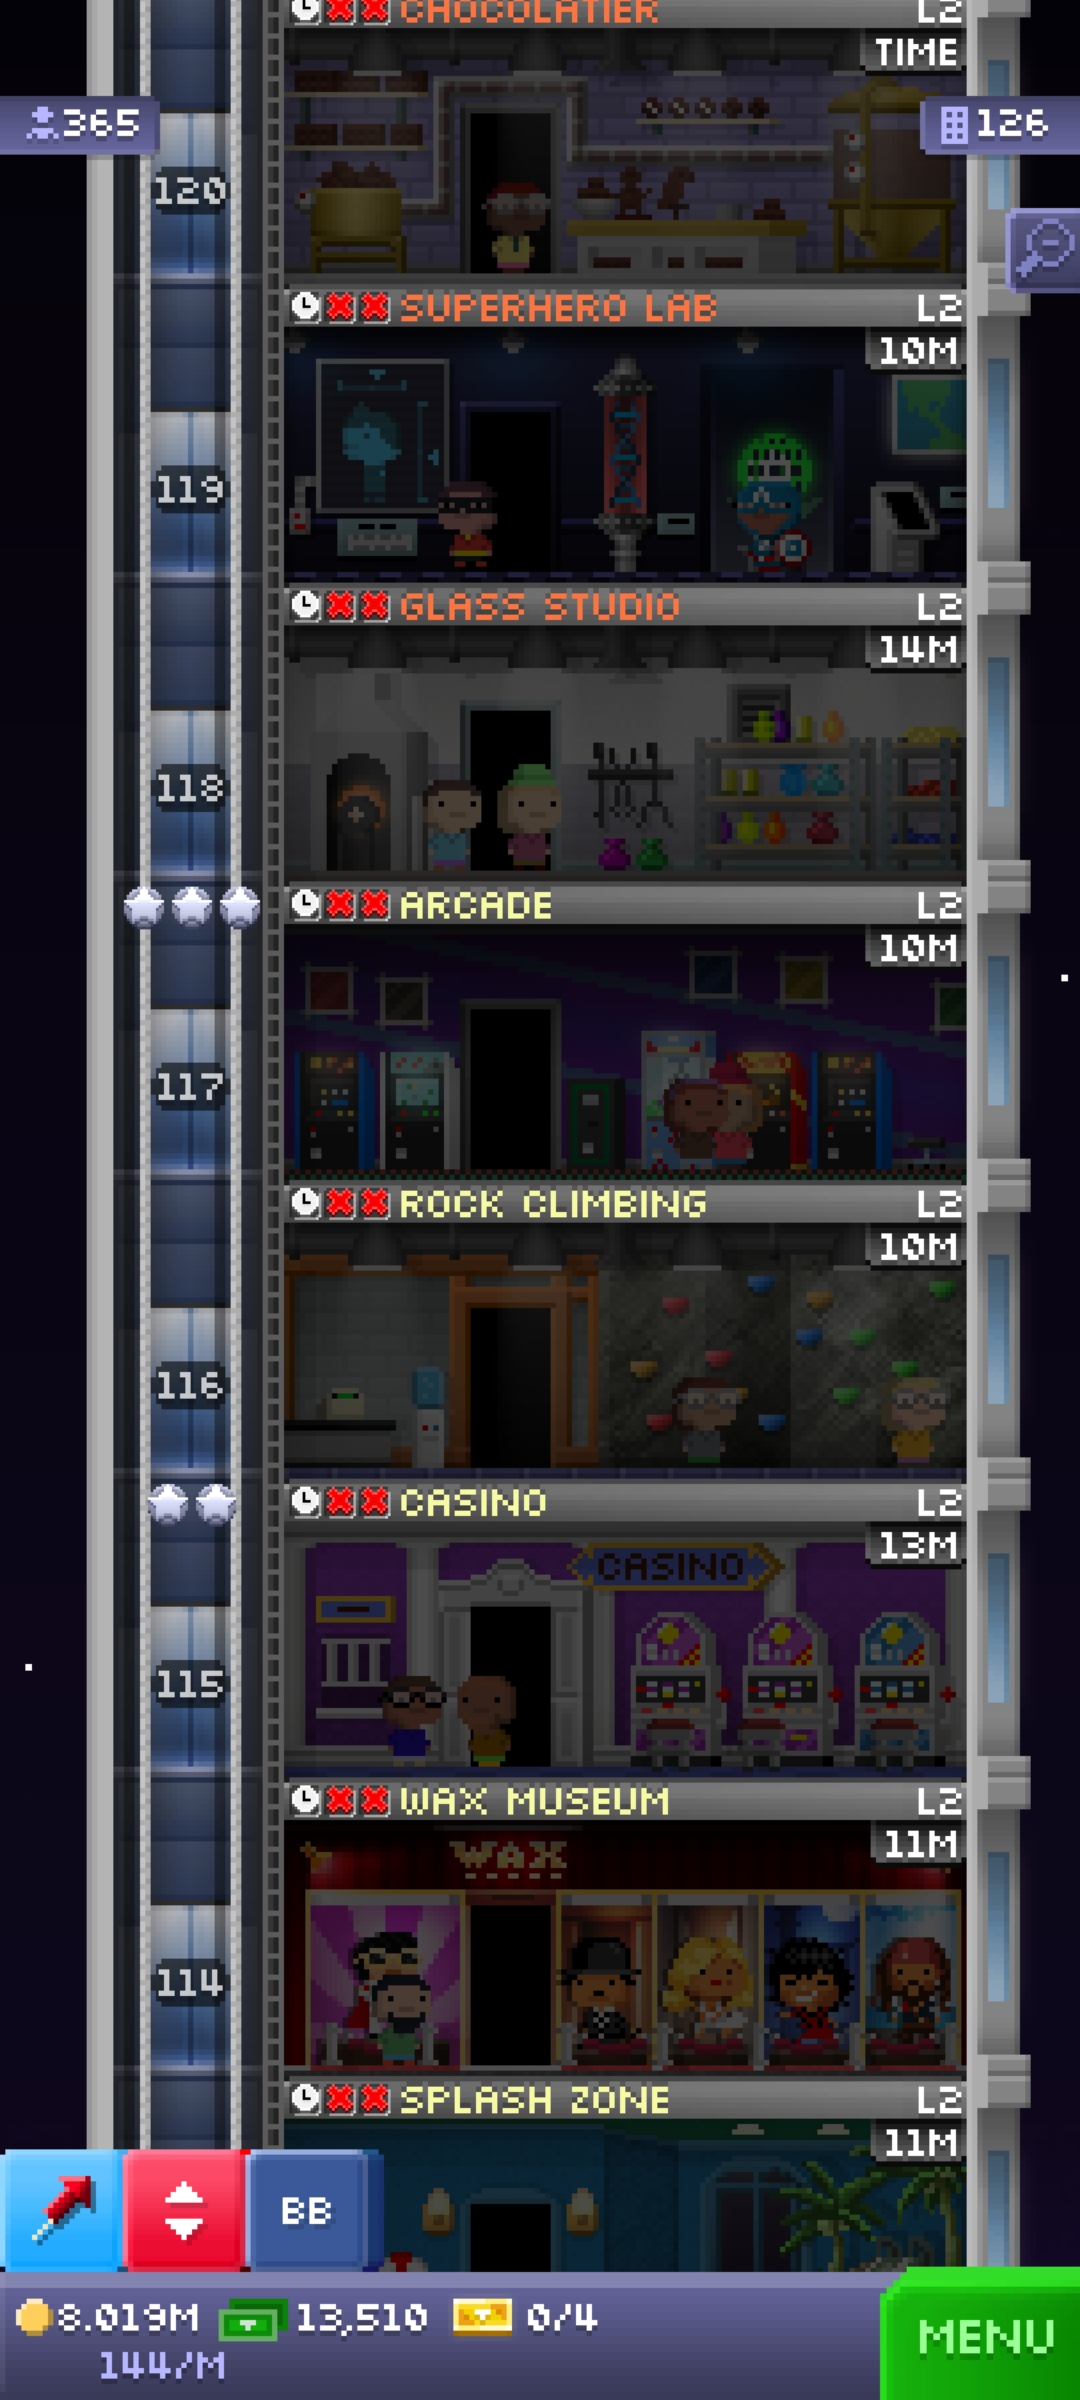 CHOCOLATIER L2
TIME
365
126
120
SUPERHERO LAB L2
10M
119
GLASS STUDIO L2
14M
118
ARCADE L2
10M
117
ROCK CLIMBING L2
10M
116
CASINO L2
13M
CASINO
115
WAX MUSEUM L2
11M
WAX
114
SPLASH ZONE L2
11M
BB
8.019M 13,510 0/4
144/M
MENU